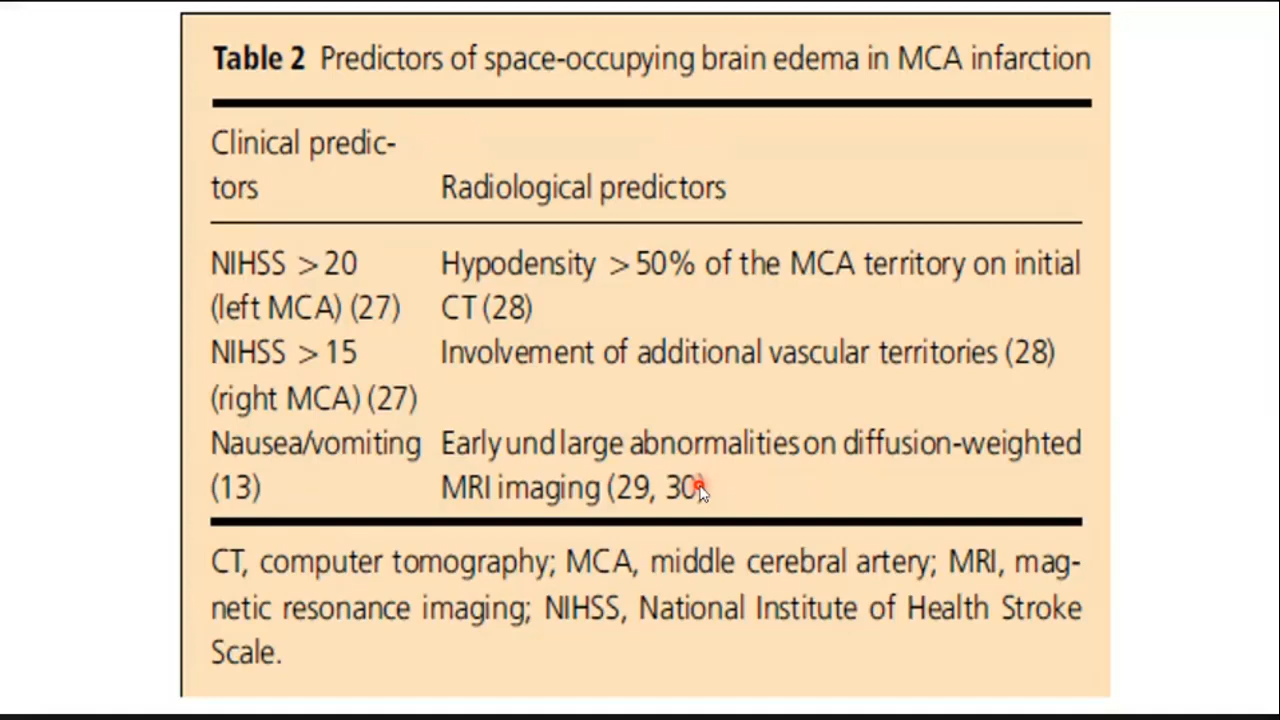 Table 2 Predictors of space-occupying brain edema in MCA infarction
Clinical predic-
tors
Radiological predictors
NIHSS >20
(left MCA) (27)
Hypodensity >50% of the MCA territory on initial
CT (28)
NIHSS >15
(right MCA) (27)
Involvement of additional vascular territories (28)
Nausea/vomiting
(13)
Early und large abnormalities on diffusion-weighted
MRI imaging (29, 30)
CT, computer tomography; MCA, middle cerebral artery; MRI, mag-
netic resonance imaging; NIHSS, National Institute of Health Stroke
Scale.